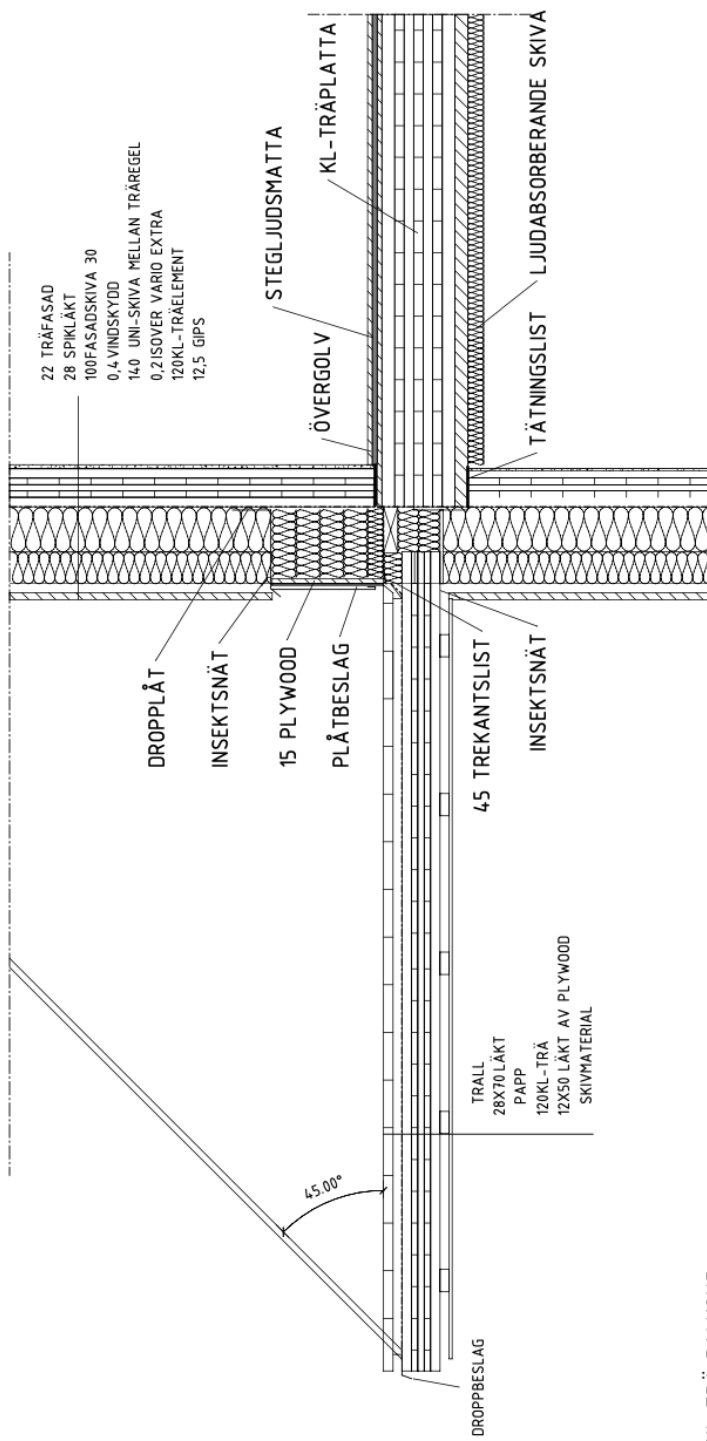 22 TRÄFASAD
28 SPIKLÄKT
100FASADSKIVA 30
0,4 VINDSKYDD
140 UNI-SKIVA MELLAN TRÄREGEL
0,2 ISOVER VARIO EXTRA
120KL-TRÄELEMENT
12,5 GIPS
ÖVERGOLV
STEGLJUDSMATTA
KL-TRÄPLATTA
DROPPLÅT
INSEKTSNÄT
15 PLYWOOD
PLÅTBESLAG
45 TREKANTSLIST
INSEKTSNÄT
TÄTNINGSLIST
LJUDABSORBERANDE SKIVA
45.00°
TRALL
28X70 LÄKT
PAPP
120KL-TRÄ
12X50 LÄKT AV PLYWOOD
SKIVMATERIAL
DROPPBESLAG